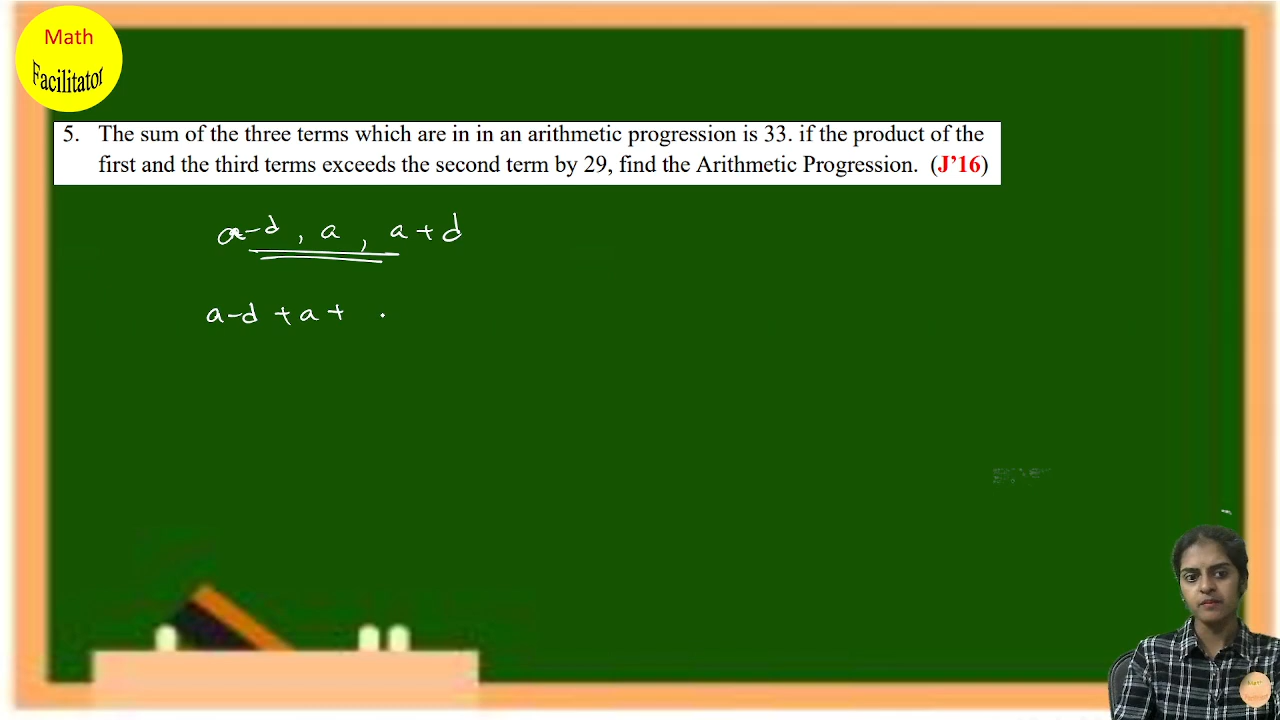 Math
Facilitator
5. The sum of the three terms which are in in an arithmetic progression is 33. if the product of the
first and the third terms exceeds the second term by 29, find the Arithmetic Progression. (J’16)
a-d , a , a + d
a-d + a +